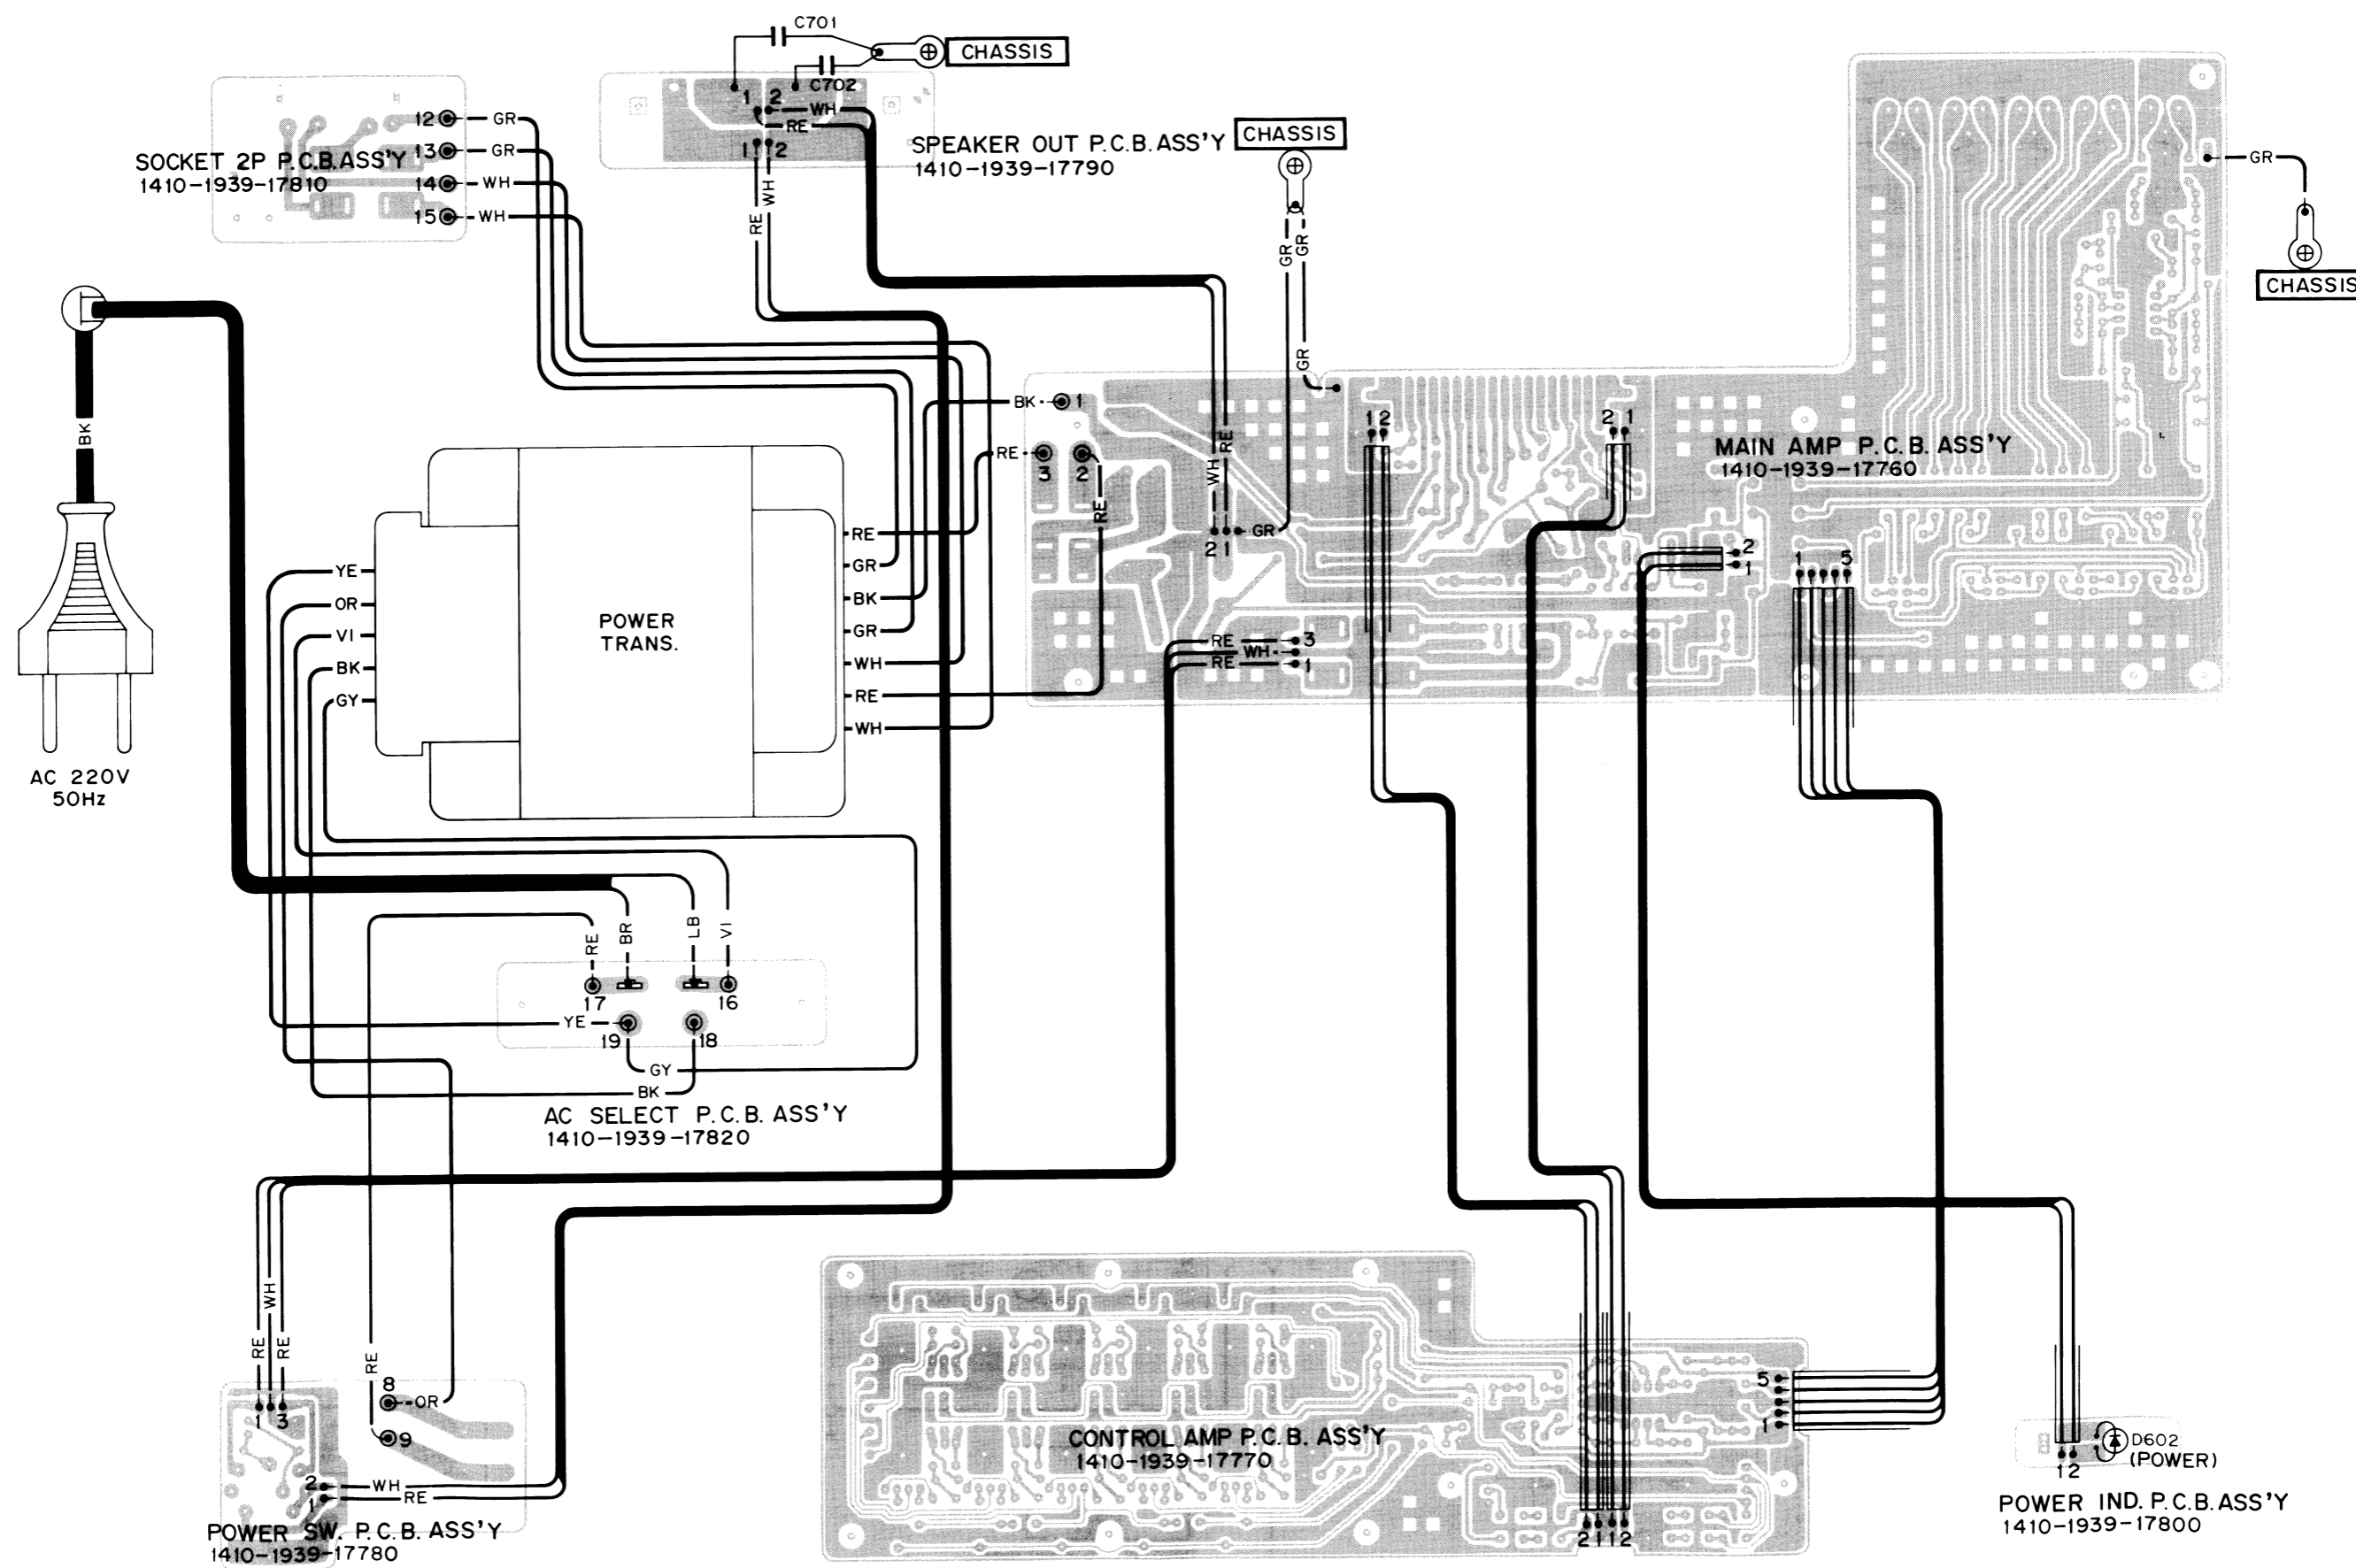 C701
CHASSIS
C702
1 2
WH
RE
1 2
RE
WH
SPEAKER OUT P.C.B. ASS'Y
1410-1939-17790
12 GR
13 GR
14 WH
15 WH
SOCKET 2P P.C.B. ASS'Y
1410-1939-17810
CHASSIS
GR
GR
GR
GR
CHASSIS
BK
AC 220V
50Hz
POWER
TRANS.
YE
OR
VI
BK
GY
RE
GR
BK
GR
WH
RE
WH
BK 1
RE
3 2
RE
WH
RE
2 1
GR
1 2
2 1
MAIN AMP P.C.B. ASS'Y
1410-1939-17760
2
1
1 5
RE 3
WH
RE 1
RE
BR
LB
VI
17 16
YE
19 18
GY
BK
AC SELECT P.C.B. ASS'Y
1410-1939-17820
RE
WH
RE
RE
1 3
8
OR
9
2 WH
1 RE
POWER SW. P.C.B. ASS'Y
1410-1939-17780
CONTROL AMP P.C.B. ASS'Y
1410-1939-17770
5
1
2 1 1 2
D602
(POWER)
1 2
POWER IND. P.C.B. ASS'Y
1410-1939-17800